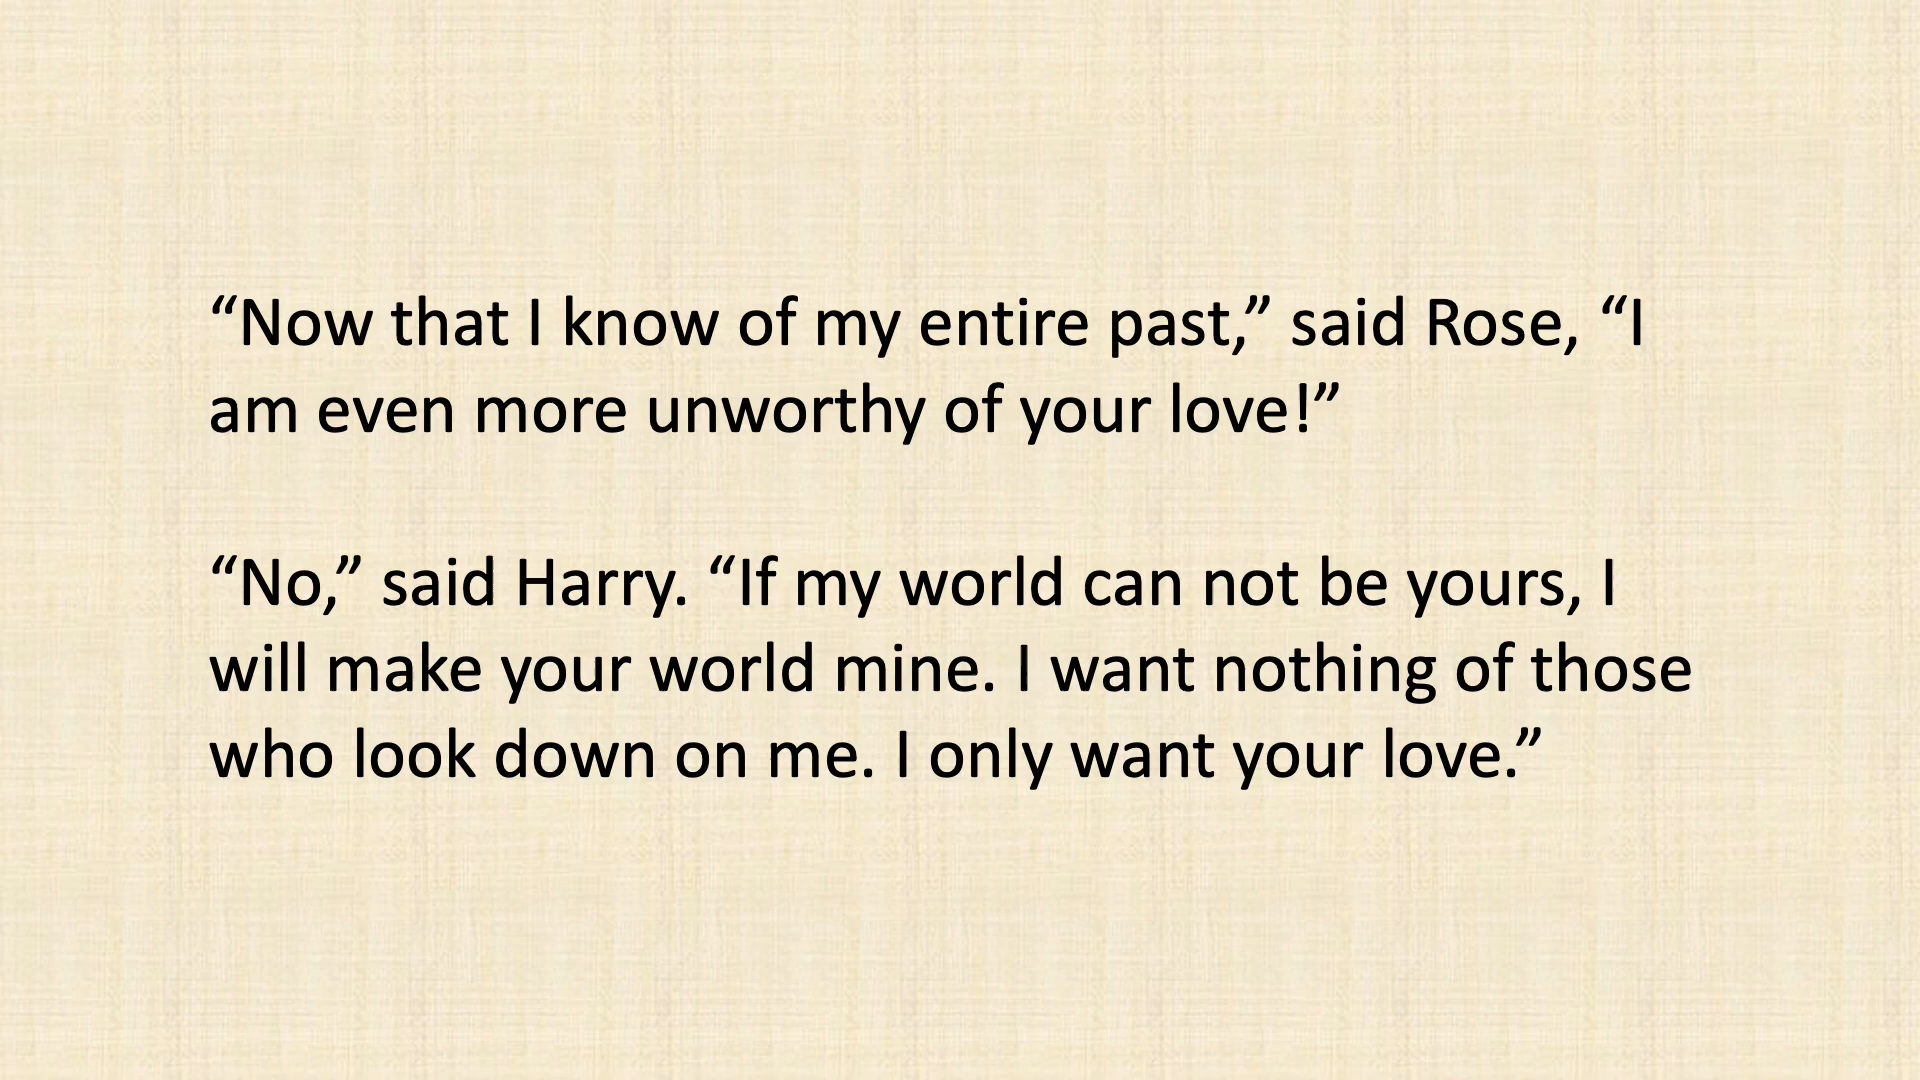 “Now that I know of my entire past,” said Rose, “I
am even more unworthy of your love!”
“No,” said Harry. “If my world can not be yours, I
will make your world mine. I want nothing of those
who look down on me. I only want your love.”